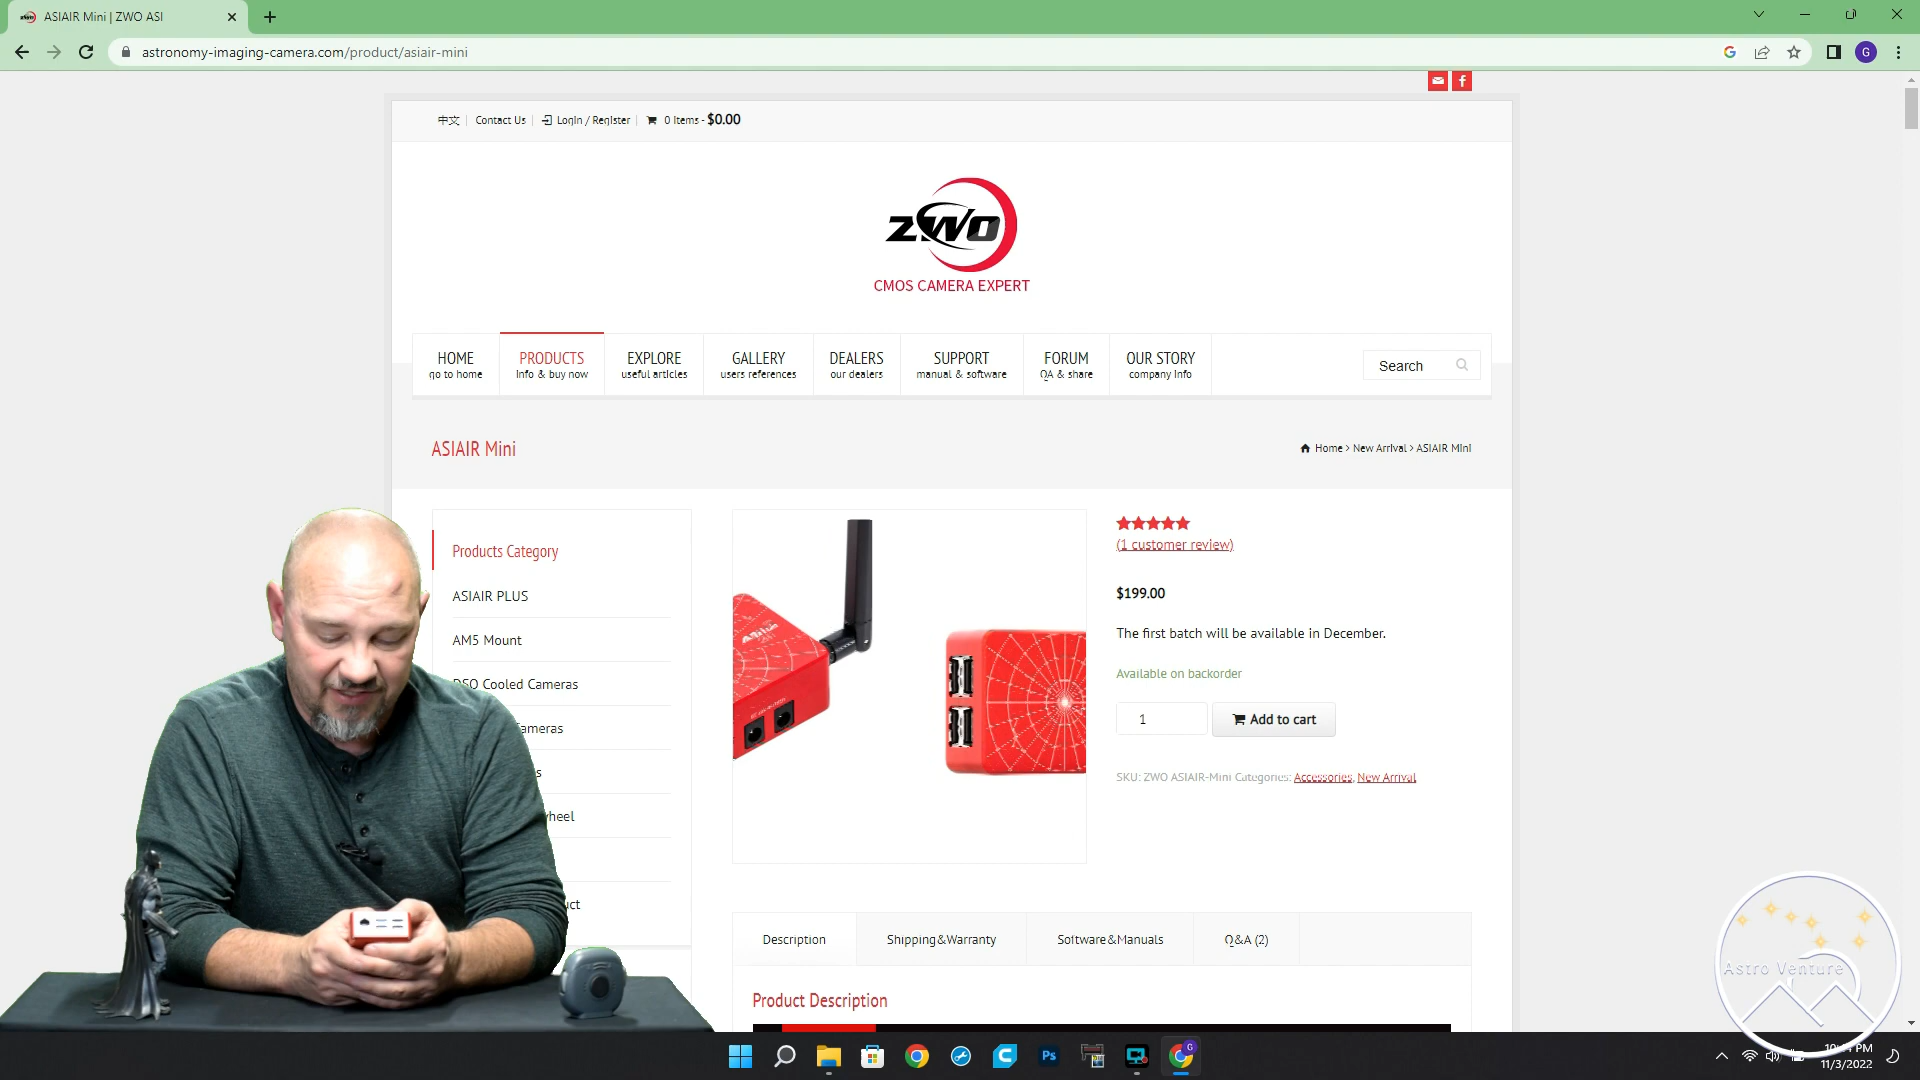 ASIAIR Mini | ZWO ASI
astronomy-imaging-camera.com/product/asiair-mini
G
中文 Contact Us Login / Register 0 items - $0.00
ZWO
CMOS CAMERA EXPERT
HOME PRODUCTS EXPLORE GALLERY DEALERS SUPPORT FORUM OUR STORY
go to home info & buy now useful articles users references our dealers manual & software QA & share company info
Search
ASIAIR Mini
Home > New Arrival > ASIAIR Mini
Products Category
ASIAIR PLUS
AM5 Mount
DSO Cooled Cameras
ameras
s
heel
ct
(1 customer review)
$199.00
The first batch will be available in December.
Available on backorder
1 Add to cart
SKU: ZWO ASIAIR-Mini Categories: Accessories, New Arrival
Description Shipping&Warranty Software&Manuals Q&A (2)
Product Description
Astro Venture
Ps
G
PM
11/3/2022